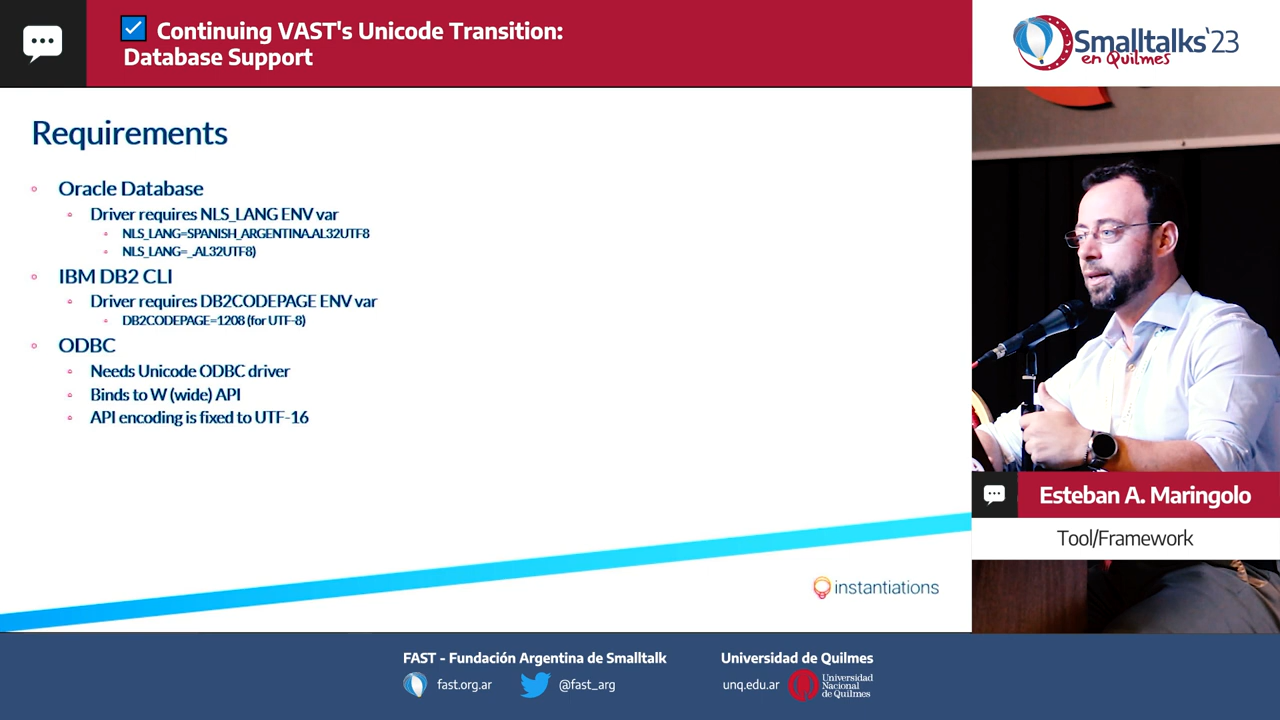 Continuing VAST's Unicode Transition:
Database Support
Smalltalks'23
en Quilmes
Requirements
Oracle Database
Driver requires NLS_LANG ENV var
NLS_LANG=SPANISH_ARGENTINA.AL32UTF8
NLS_LANG=_.AL32UTF8)
IBM DB2 CLI
Driver requires DB2CODEPAGE ENV var
DB2CODEPAGE=1208 (for UTF-8)
ODBC
Needs Unicode ODBC driver
Binds to W (wide) API
API encoding is fixed to UTF-16
instantiations
Esteban A. Maringolo
Tool/Framework
FAST - Fundación Argentina de Smalltalk
fast.org.ar
@fast_arg
Universidad de Quilmes
unq.edu.ar
Universidad
Nacional
de Quilmes